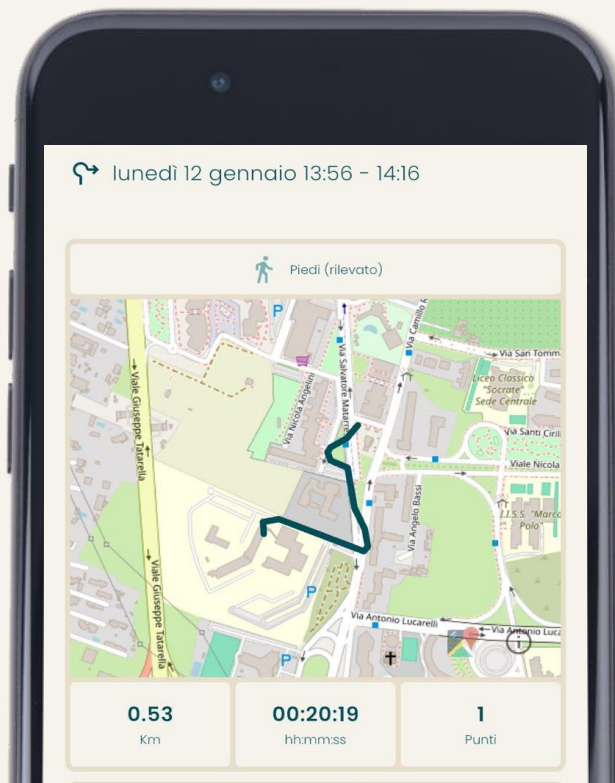 lunedì 12 gennaio 13:56 - 14:16
Piedi (rilevato)
P
Via Camillo R
Via San Tomm
Viale Giuseppe Tatarella
Via Salvatore Matarre
Via Nicola Angelini
Liceo Classico
"Socrate"
Sede Centrale
Via Santi Ciril
Viale Nicola
Via Angelo Bassi
I.I.S.S. "Marco
Polo"
Viale Giuseppe Tatarella
P
Via Antonio Lucarelli
Via Antonio Luca
P
0.53
Km
00:20:19
hh:mm:ss
1
Punti